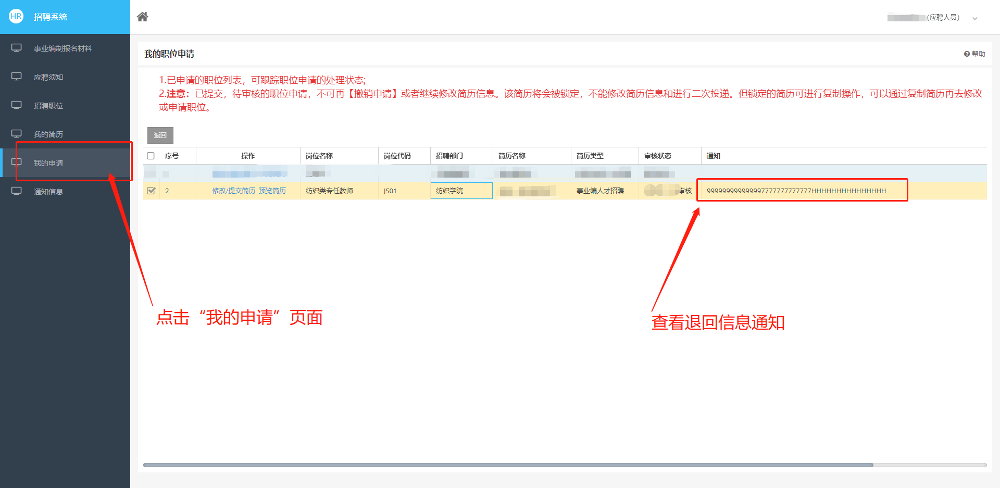 HR 招聘系统
(应聘人员)
事业编制报名材料
应聘须知
招聘职位
我的简历
我的申请
通知信息
我的职位申请
帮助
1.已申请的职位列表，可跟踪职位申请的处理状态;
2.注意：已提交，待审核的职位申请，不可再【撤销申请】或者继续修改简历信息。该简历将会被锁定，不能修改简历信息和进行二次投递。但锁定的简历可进行复制操作，可以通过复制简历再去修改
或申请职位。
返回
序号 操作 岗位名称 岗位代码 招聘部门 简历名称 简历类型 审核状态 通知
2 修改/提交简历 预览简历 纺织类专任教师 JS01 纺织学院 事业编人才招聘 审核
点击“我的申请”页面
查看退回信息通知